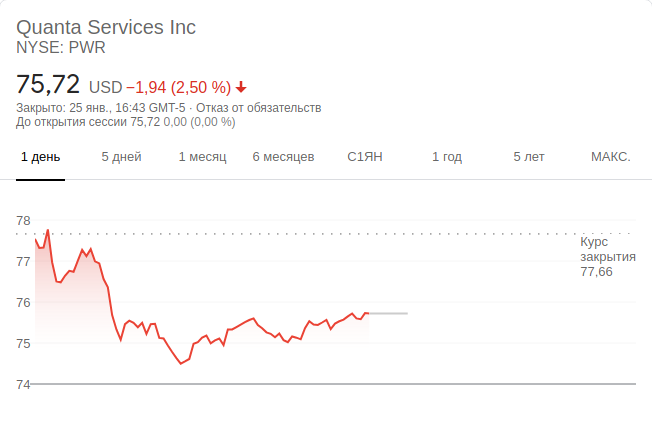 Quanta Services Inc
NYSE: PWR
75,72 USD −1,94 (2,50 %)
Закрыто: 25 янв., 16:43 GMT-5 · Отказ от обязательств
До открытия сессии 75,72 0,00 (0,00 %)
1 день 5 дней 1 месяц 6 месяцев С1ЯН 1 год 5 лет МАКС.
78
Курс
закрытия
77,66
77
76
75
74